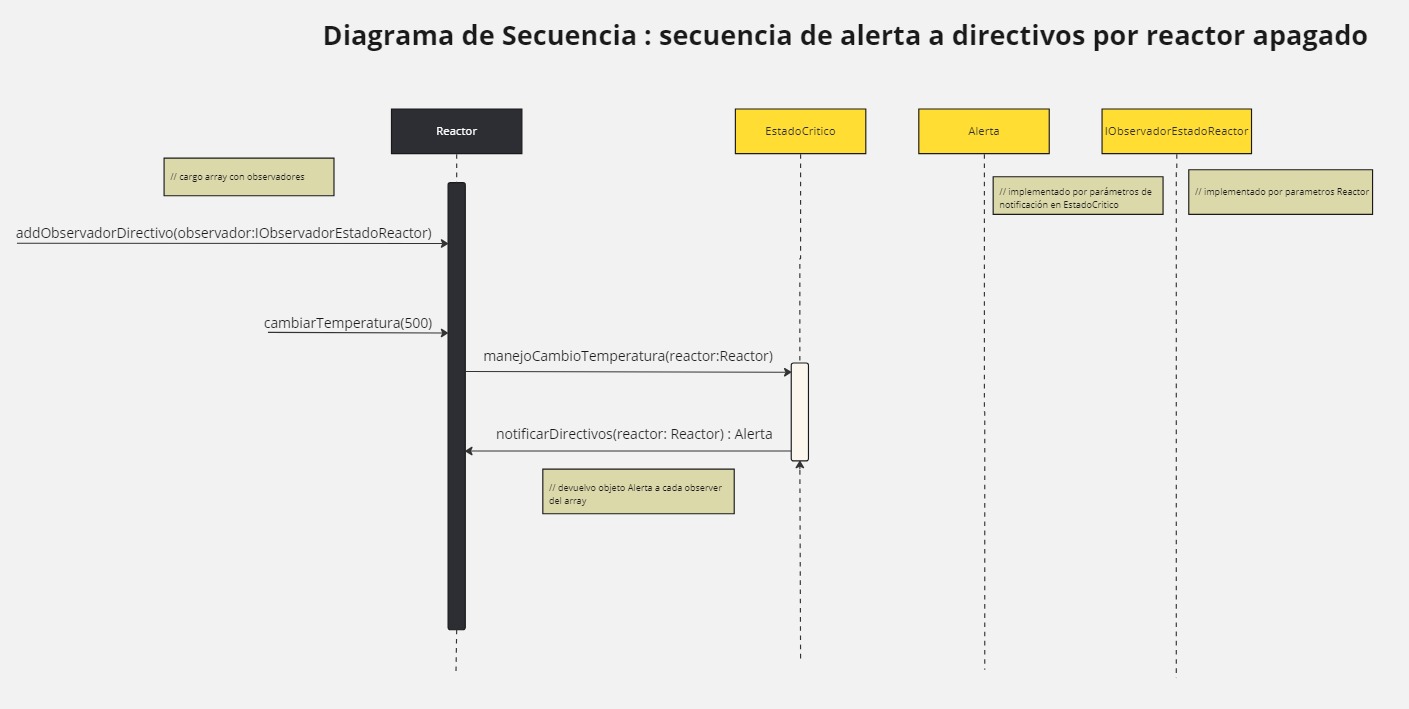 Diagrama de Secuencia : secuencia de alerta a directivos por reactor apagado
Reactor
EstadoCritico
Alerta
IObservadorEstadoReactor
// cargo array con observadores
// implementado por parámetros de
notificación en EstadoCritico
// implementado por parametros Reactor
addObservadorDirectivo(observador:IObservadorEstadoReactor)
cambiarTemperatura(500)
manejoCambioTemperatura(reactor:Reactor)
notificarDirectivos(reactor: Reactor) : Alerta
// devuelvo objeto Alerta a cada observer
del array